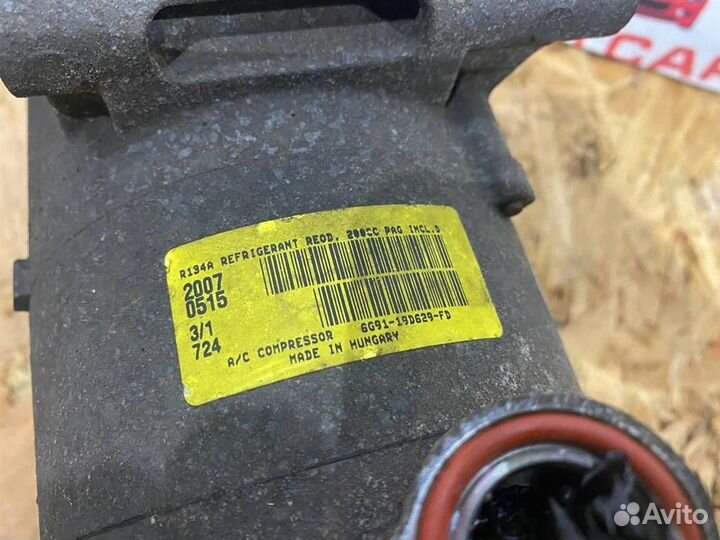 LCAR
R134A REFRIGERANT REQD. 200CC PAG INCL.D
2007
0515
3/1
724
6G91-19D629-FD
A/C COMPRESSOR
MADE IN HUNGARY
Avito